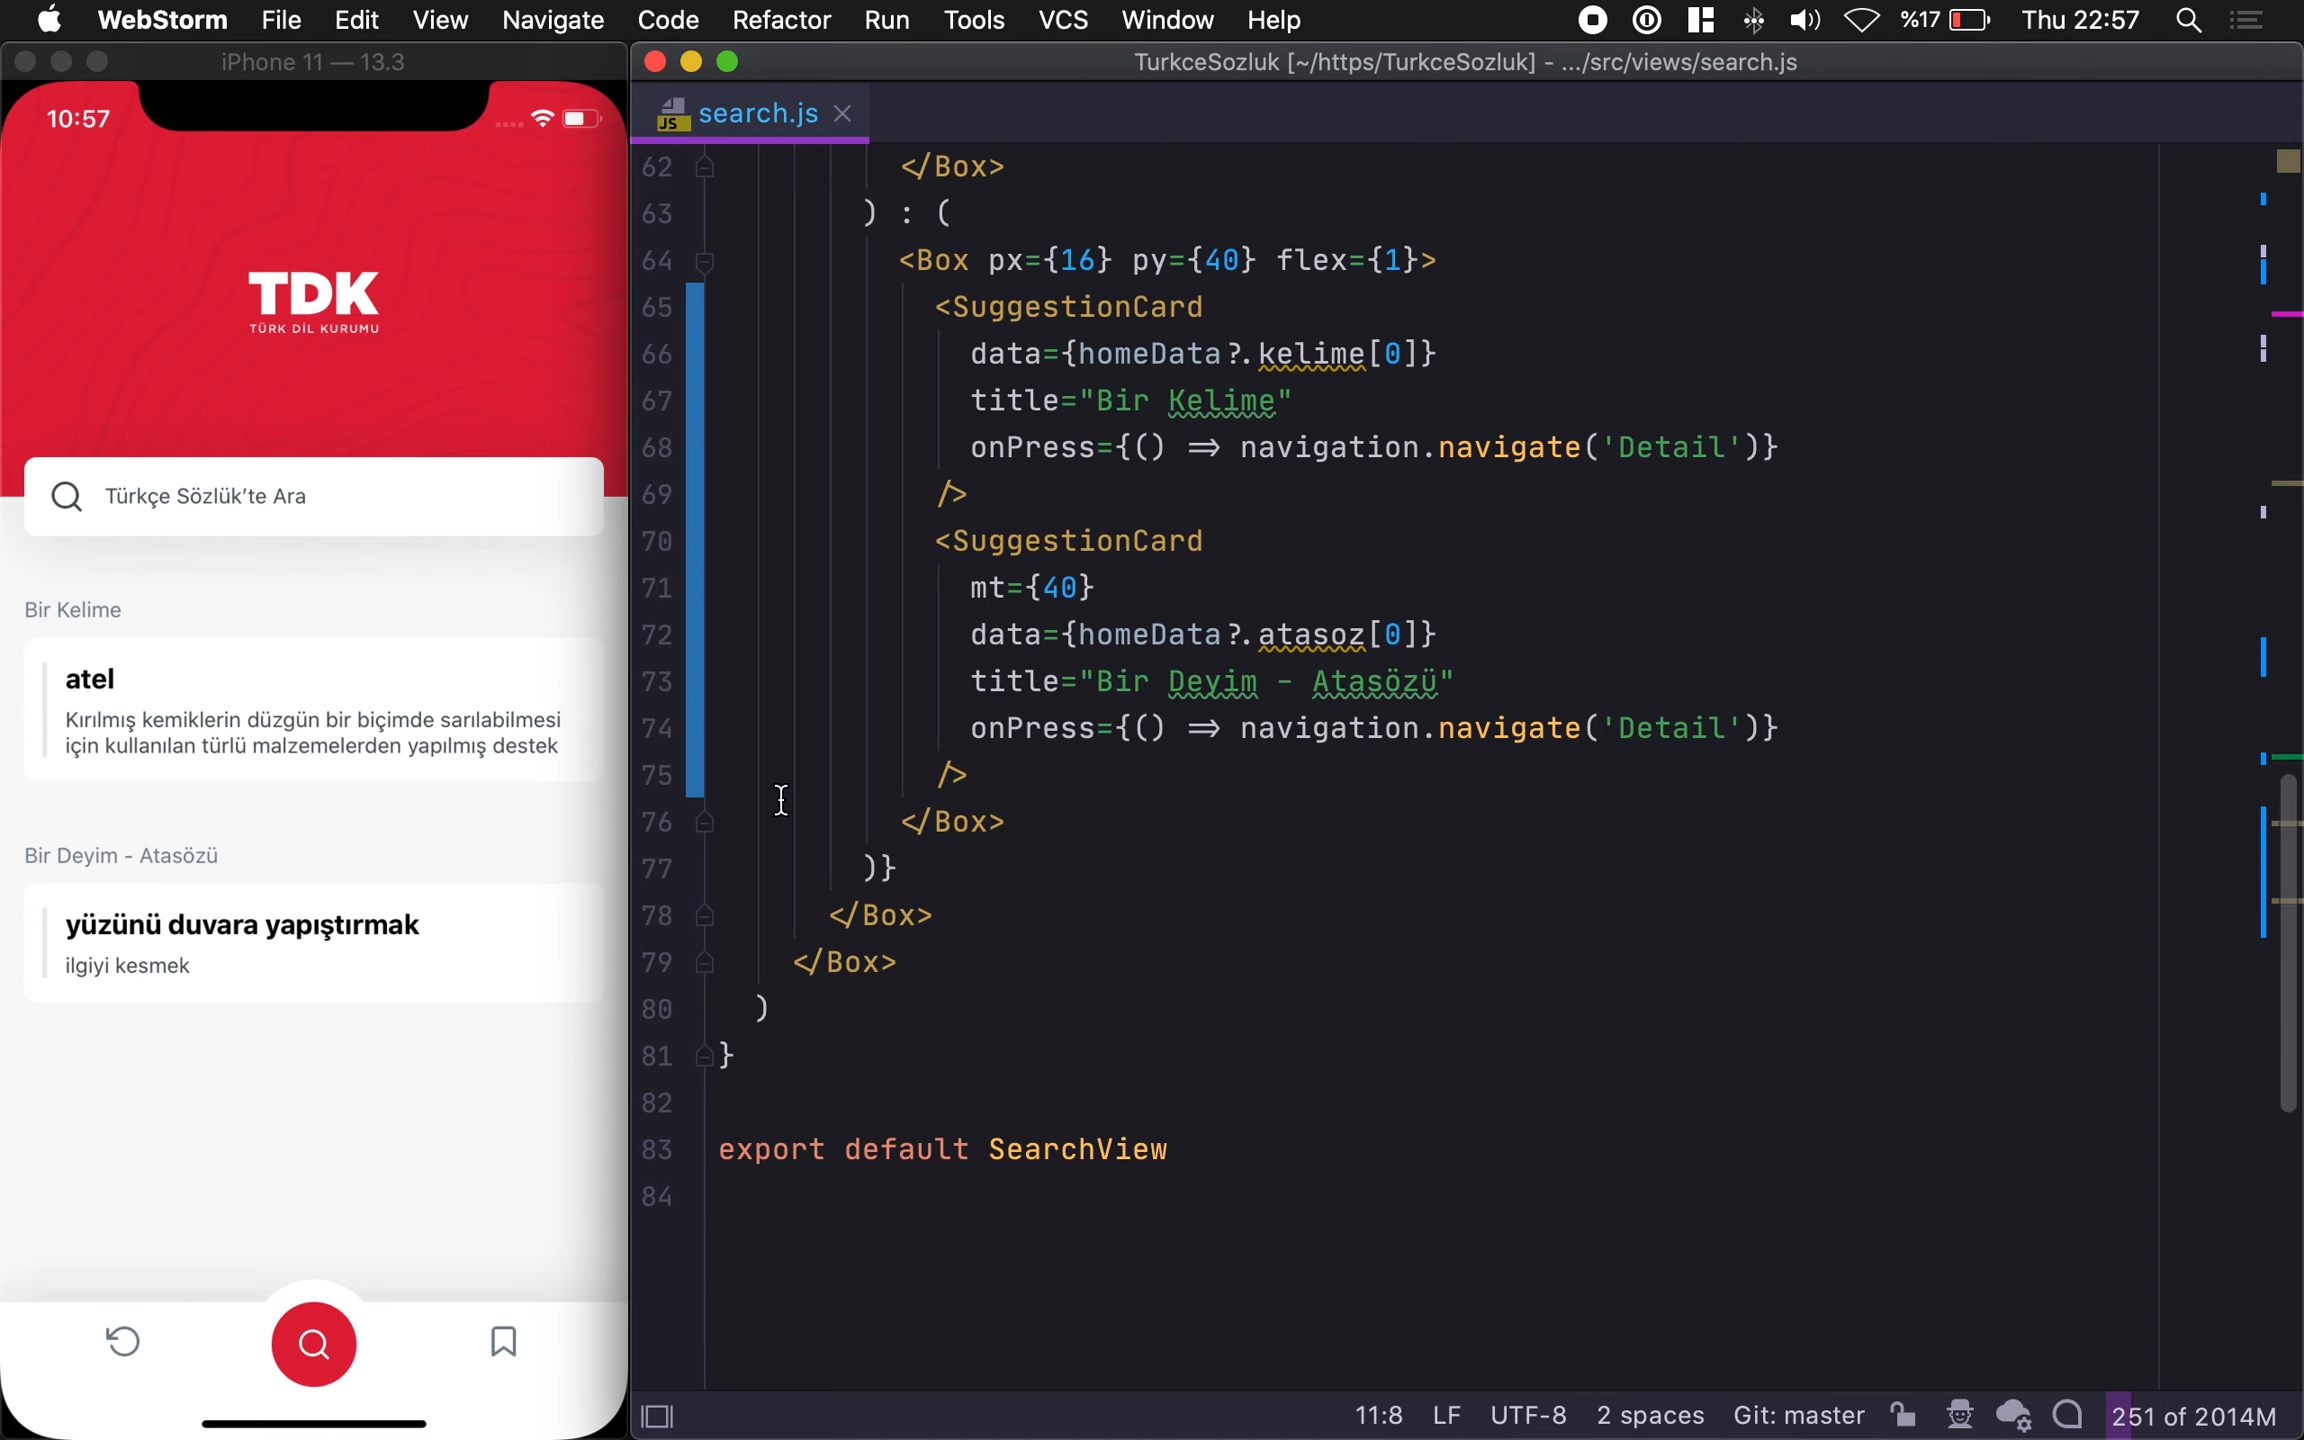 WebStorm File Edit View Navigate Code Refactor Run Tools VCS Window Help %17 Thu 22:57
iPhone 11 — 13.3
10:57
TDK
TÜRK DİL KURUMU
Türkçe Sözlük'te Ara
Bir Kelime
atel
Kırılmış kemiklerin düzgün bir biçimde sarılabilmesi
için kullanılan türlü malzemelerden yapılmış destek
Bir Deyim - Atasözü
yüzünü duvara yapıştırmak
ilgiyi kesmek
TurkceSozluk [~/https/TurkceSozluk] - .../src/views/search.js
JS search.js
62 </Box>
63 ) : (
64 <Box px={16} py={40} flex={1}>
65 <SuggestionCard
66 data={homeData?.kelime[0]}
67 title="Bir Kelime"
68 onPress={() => navigation.navigate('Detail')}
69 />
70 <SuggestionCard
71 mt={40}
72 data={homeData?.atasoz[0]}
73 title="Bir Deyim - Atasözü"
74 onPress={() => navigation.navigate('Detail')}
75 />
76 </Box>
77 )}
78 </Box>
79 </Box>
80 )
81 }
82
83 export default SearchView
84
11:8 LF UTF-8 2 spaces Git: master 251 of 2014M